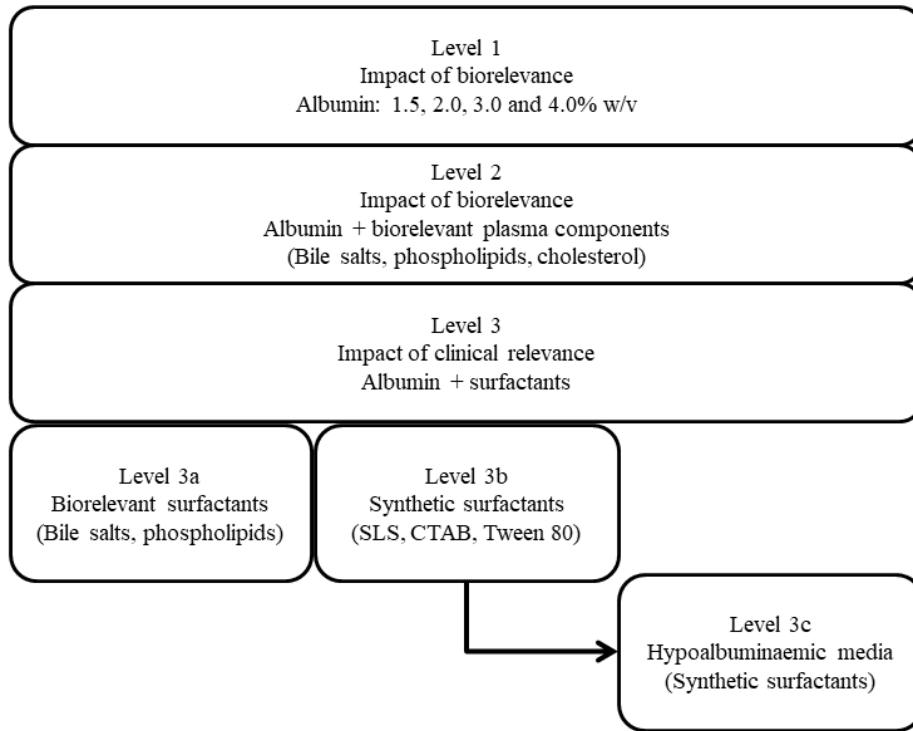 Level 1
Impact of biorelevance
Albumin: 1.5, 2.0, 3.0 and 4.0% w/v
Level 2
Impact of biorelevance
Albumin + biorelevant plasma components
(Bile salts, phospholipids, cholesterol)
Level 3
Impact of clinical relevance
Albumin + surfactants
Level 3a
Biorelevant surfactants
(Bile salts, phospholipids)
Level 3b
Synthetic surfactants
(SLS, CTAB, Tween 80)
Level 3c
Hypoalbuminaemic media
(Synthetic surfactants)